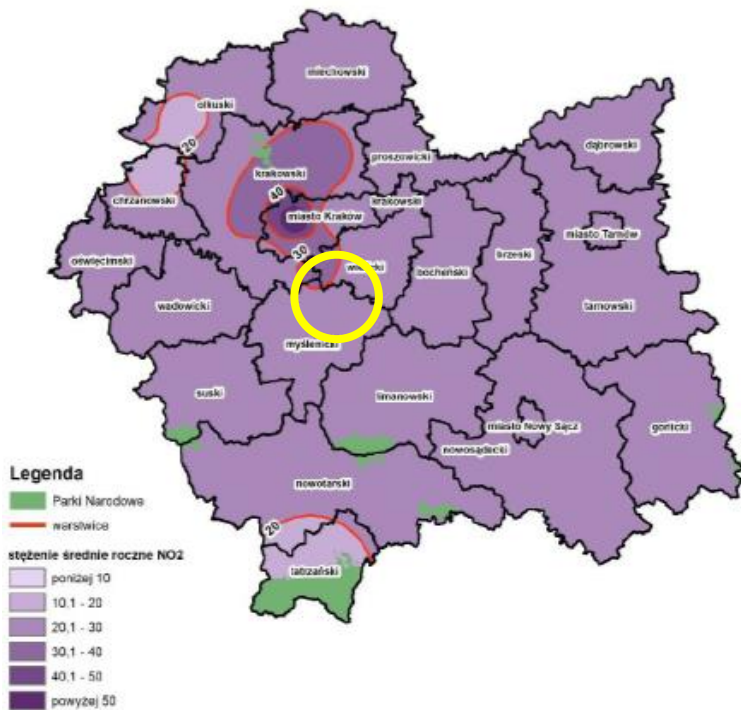 miechowski
olkuski
20
dąbrowski
proszowicki
krakowski
chrzanowski
40
krakowski
miasto Kraków
miasto Tarnów
30
oświęcimski
bocheński
brzeski
wadowicki
tarnowski
myślenicki
suski
limanowski
miasto Nowy Sącz
gorlicki
nowosądecki
Legenda
nowotarski
Parki Narodowe
warstwice
20
stężenie średnie roczne NO2
tatrzański
poniżej 10
10,1 - 20
20,1 - 30
30,1 - 40
40,1 - 50
powyżej 50